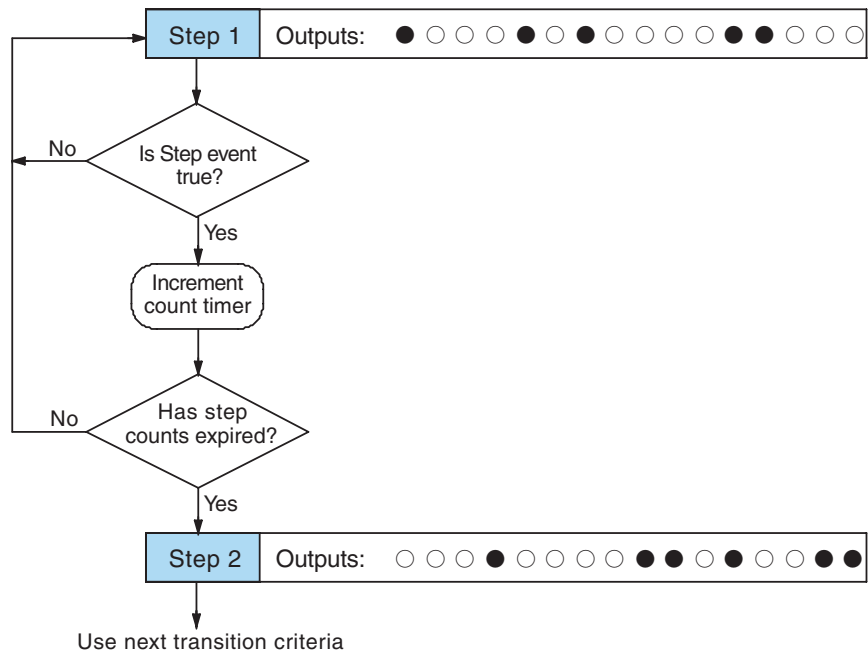 Step 1 Outputs:
No
Is Step event
true?
Yes
Increment
count timer
No
Has step
counts expired?
Yes
Step 2 Outputs:
Use next transition criteria